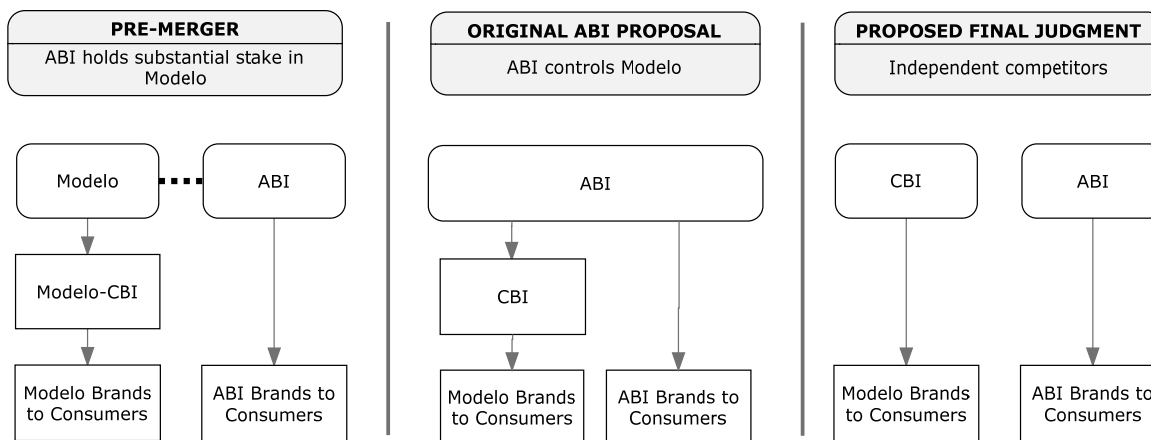 PRE-MERGER
ABI holds substantial stake in
Modelo
Modelo
ABI
Modelo-CBI
Modelo Brands
to Consumers
ABI Brands to
Consumers
ORIGINAL ABI PROPOSAL
ABI controls Modelo
ABI
CBI
Modelo Brands
to Consumers
ABI Brands to
Consumers
PROPOSED FINAL JUDGMENT
Independent competitors
CBI
ABI
Modelo Brands
to Consumers
ABI Brands to
Consumers